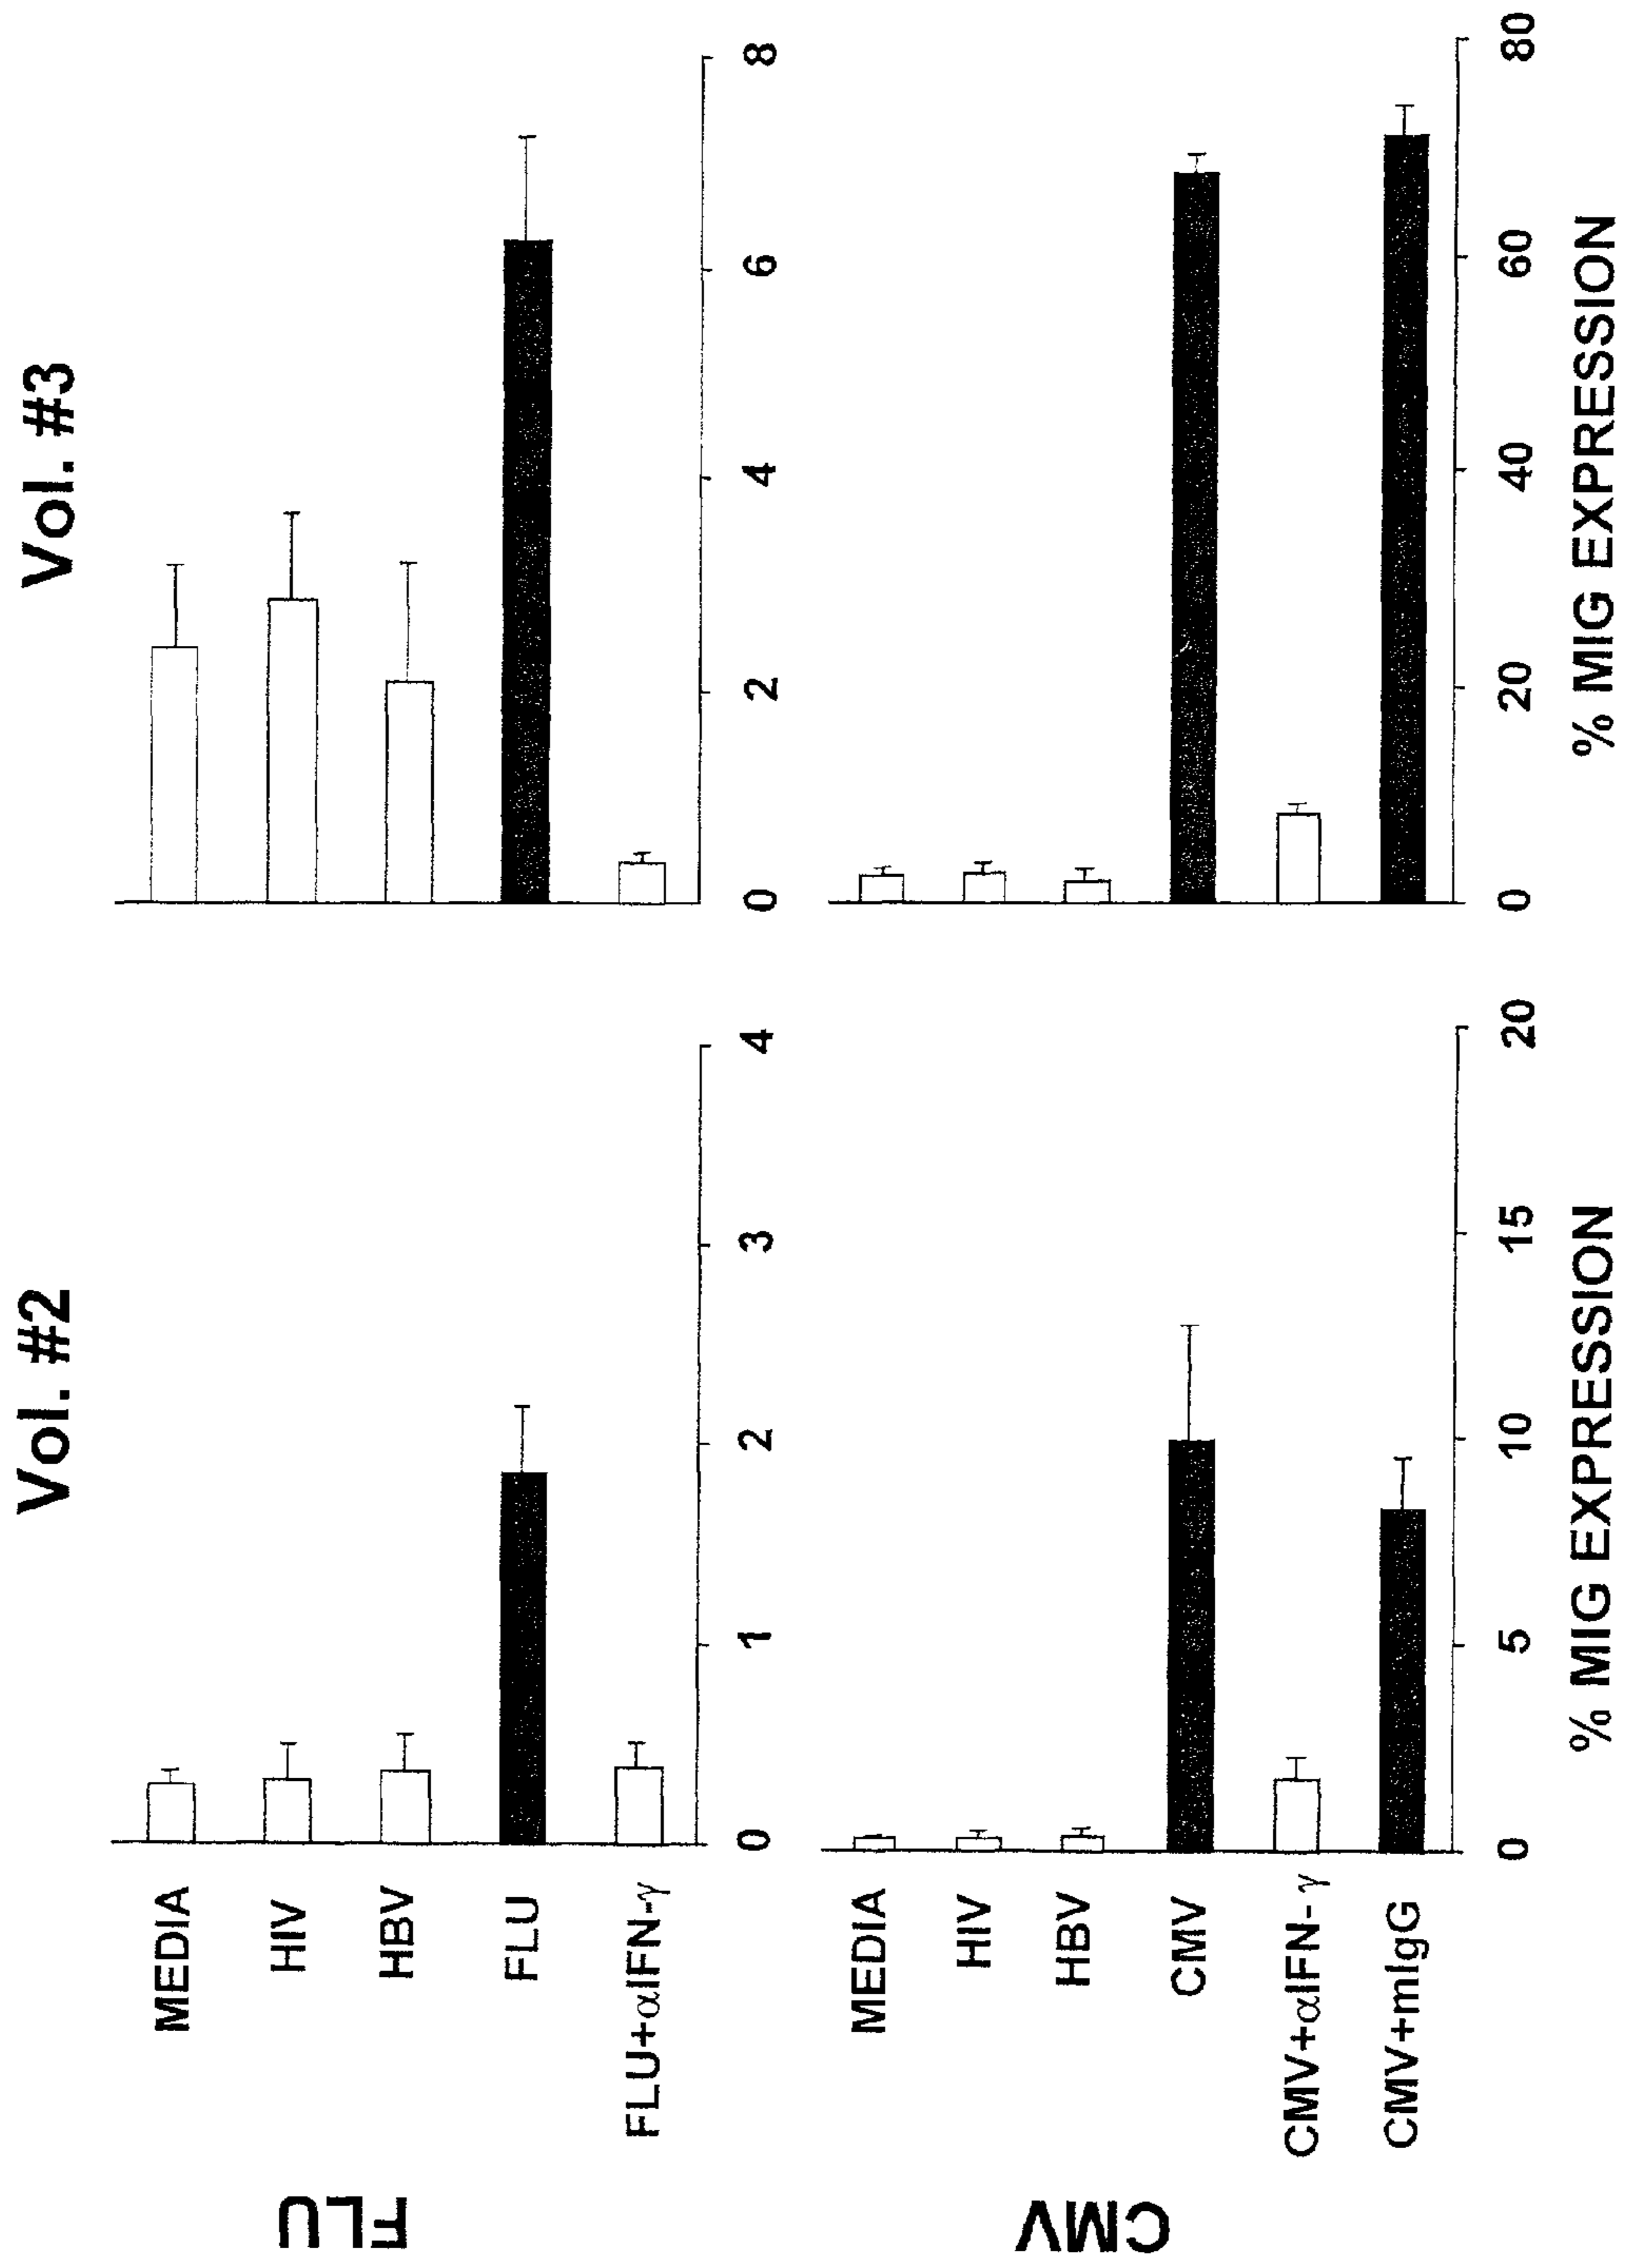 Vol. #2
Vol. #3
FLU
MEDIA
HIV
HBV
FLU
FLU+αIFN-γ
0 1 2 3 4
0 2 4 6 8
CMV
MEDIA
HIV
HBV
CMV
CMV+αIFN-γ
CMV+mIgG
0 5 10 15 20
0 20 40 60 80
% MIG EXPRESSION
% MIG EXPRESSION